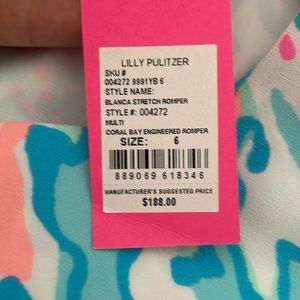 LILLY PULITZER
SKU #
004272 9991YB 6
STYLE NAME:
BLANCA STRETCH ROMPER
STYLE #: 004272
MULTI
CORAL BAY ENGINEERED ROMPER
SIZE: 6
889069 618346
MANUFACTURER'S SUGGESTED PRICE
$188.00